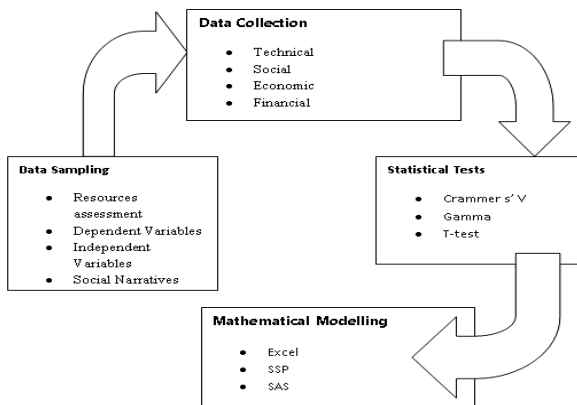 Data Collection
• Technical
• Social
• Economic
• Financial
Data Sampling
• Resources
assessment
• Dependent Variables
• Independent
Variables
• Social Narratives
Statistical Tests
• Crammer s' V
• Gamma
• T-test
Mathematical Modelling
• Excel
• SSP
• SAS